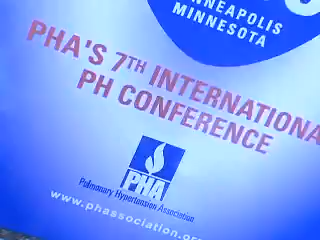 MINNEAPOLIS
MINNESOTA
PHA'S 7TH INTERNATIONA
PH CONFERENCE
PHA
Pulmonary Hypertension Association
www.phassociation.org